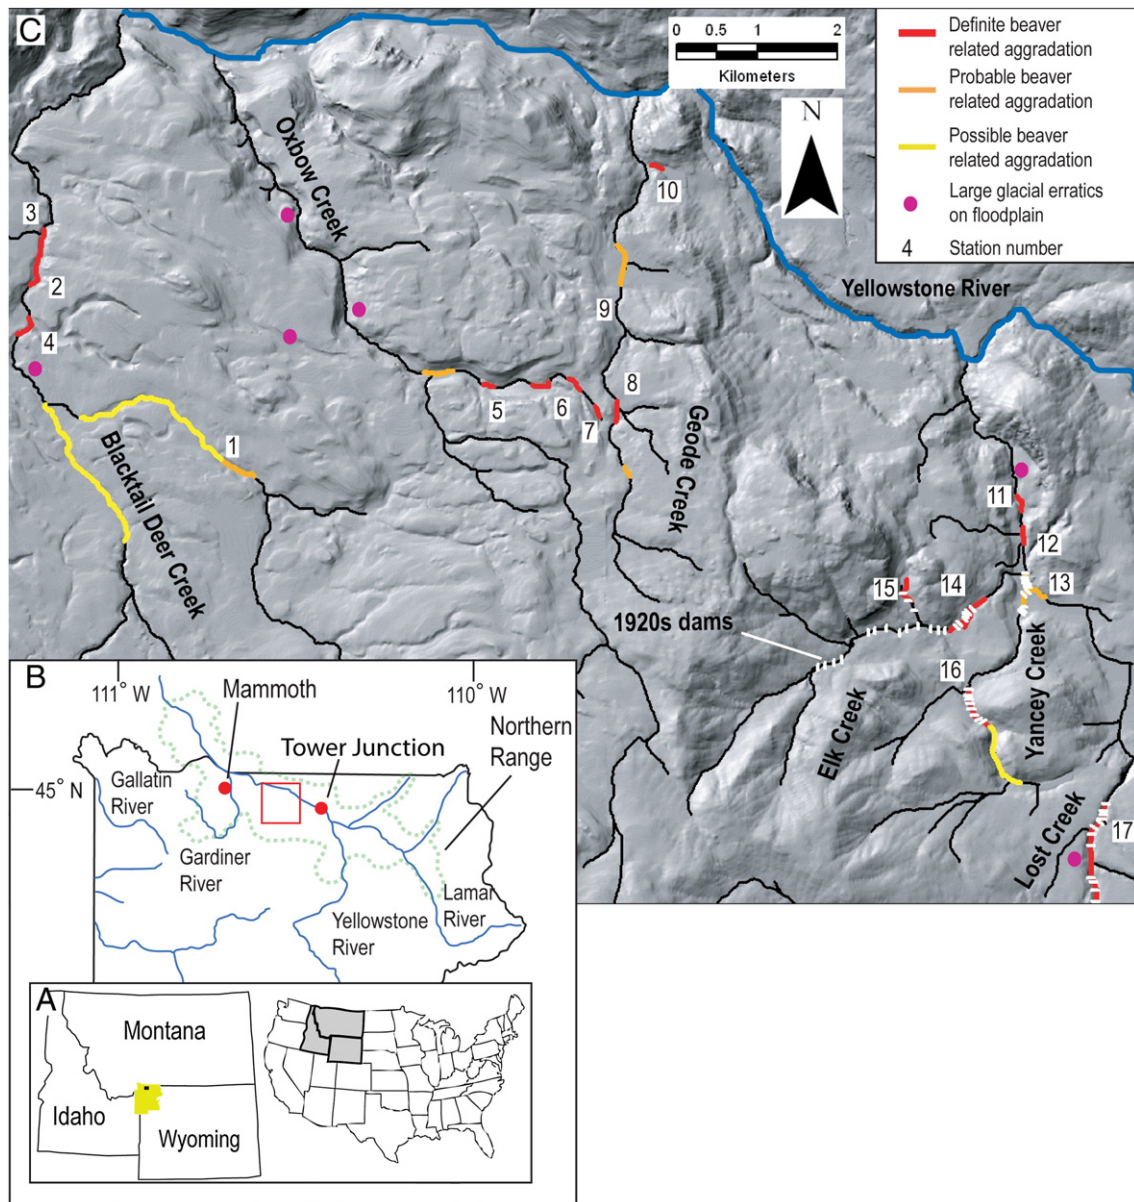 C
0 0.5 1 2
Kilometers
N
Definite beaver
related aggradation
Probable beaver
related aggradation
Possible beaver
related aggradation
Large glacial erratics
on floodplain
4 Station number
Oxbow Creek
Yellowstone River
Geode Creek
Blacktail Deer Creek
1920s dams
Elk Creek
Yancey Creek
Lost Creek
3
2
4
1
5
6
7
8
9
10
11
12
13
14
15
16
17
B
111° W
110° W
45° N
Mammoth
Tower Junction
Northern
Range
Gallatin
River
Gardiner
River
Yellowstone
River
Lamar
River
A
Montana
Idaho
Wyoming